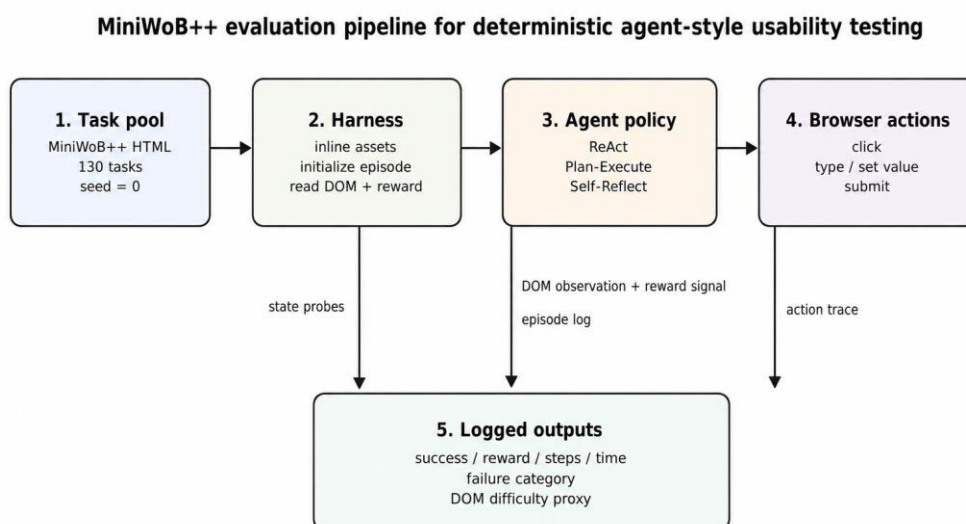 MiniWoB++ evaluation pipeline for deterministic agent-style usability testing
1. Task pool
MiniWoB++ HTML
130 tasks
seed = 0
2. Harness
inline assets
initialize episode
read DOM + reward
3. Agent policy
ReAct
Plan-Execute
Self-Reflect
4. Browser actions
click
type / set value
submit
state probes
DOM observation + reward signal
episode log
action trace
5. Logged outputs
success / reward / steps / time
failure category
DOM difficulty proxy